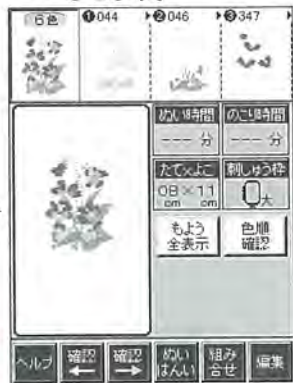 6色 ❶044 ❷046 ❸347
ぬい時間 のこり時間
--- 分 --- 分
たて×よこ 刺しゅう枠
08×11 大
cm cm
もよう 色順
全表示 確認
ヘルプ 確認 確認 ぬい 組み 編集
← → はんい 合せ